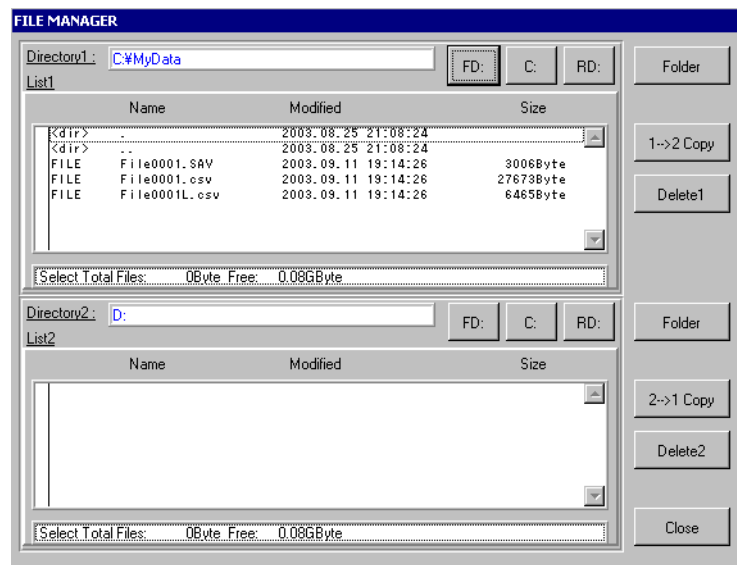 FILE MANAGER
Directory1 : C:¥MyData FD: C: RD: Folder
List1
Name Modified Size
<dir> . 2003.08.25 21:08:24
<dir> .. 2003.08.25 21:08:24
FILE File0001.SAV 2003.09.11 19:14:26 3006Byte
FILE File0001.csv 2003.09.11 19:14:26 27673Byte
FILE File0001L.csv 2003.09.11 19:14:26 6465Byte
1-->2 Copy
Delete1
Select Total Files: 0Byte Free: 0.08GByte
Directory2 : D: FD: C: RD: Folder
List2
Name Modified Size
2-->1 Copy
Delete2
Select Total Files: 0Byte Free: 0.08GByte
Close